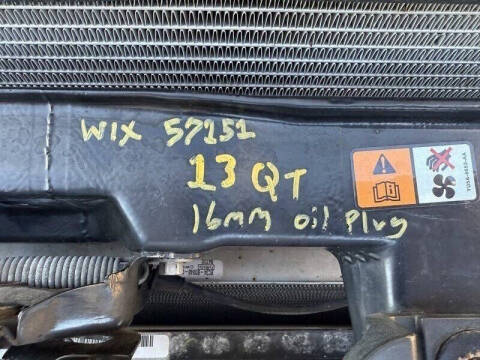 WIX 57151
13 QT
16mm oil Plug